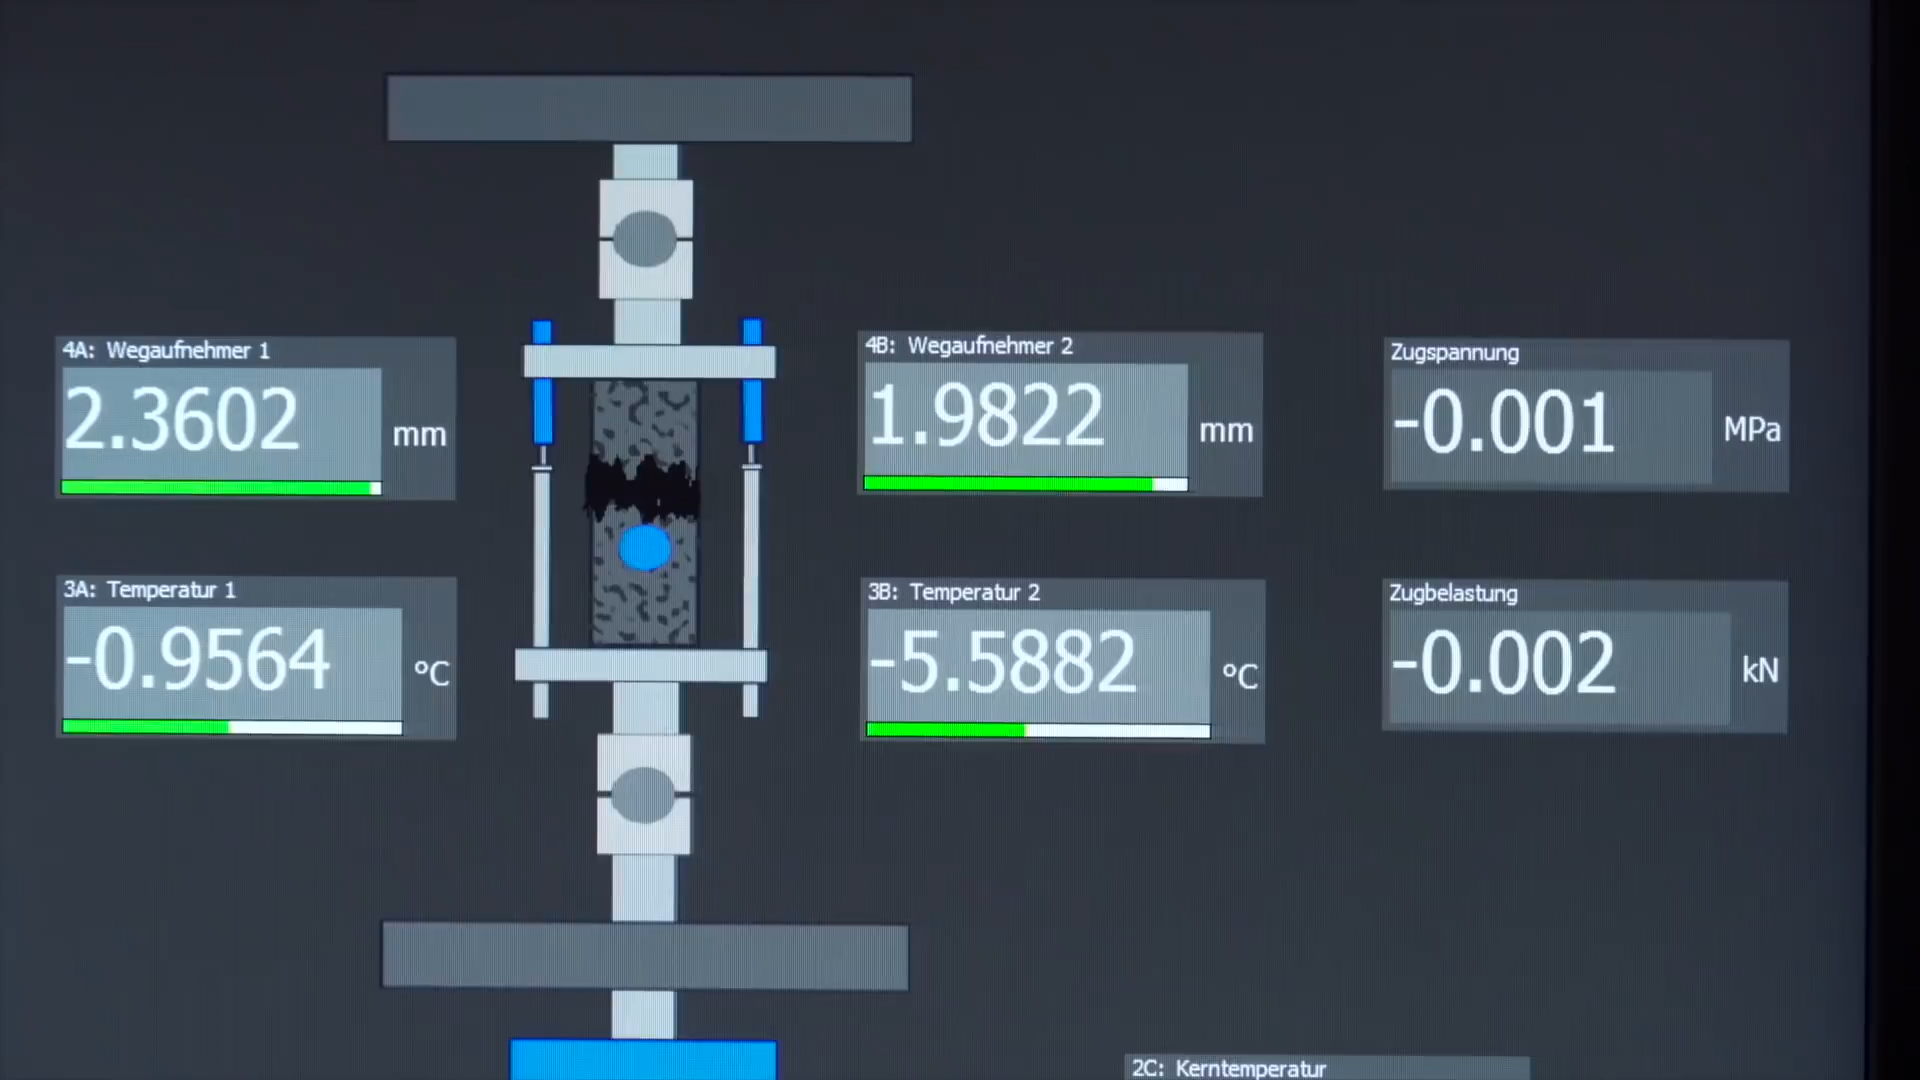 4A: Wegaufnehmer 1
2.3602 mm
4B: Wegaufnehmer 2
1.9822 mm
Zugspannung
-0.001 MPa
3A: Temperatur 1
-0.9564 °C
3B: Temperatur 2
-5.5882 °C
Zugbelastung
-0.002 kN
2C: Kerntemperatur